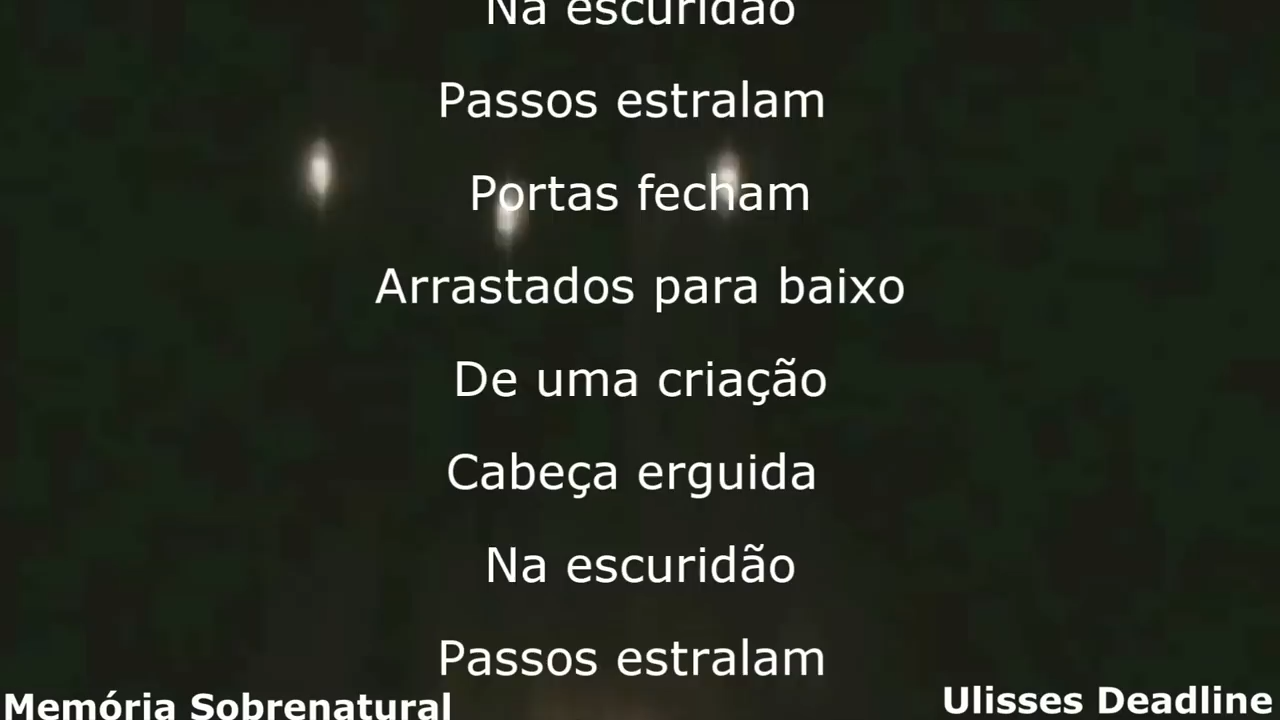 Na escuridão
Passos estralam
Portas fecham
Arrastados para baixo
De uma criação
Cabeça erguida
Na escuridão
Passos estralam
Memória Sobrenatural
Ulisses Deadline